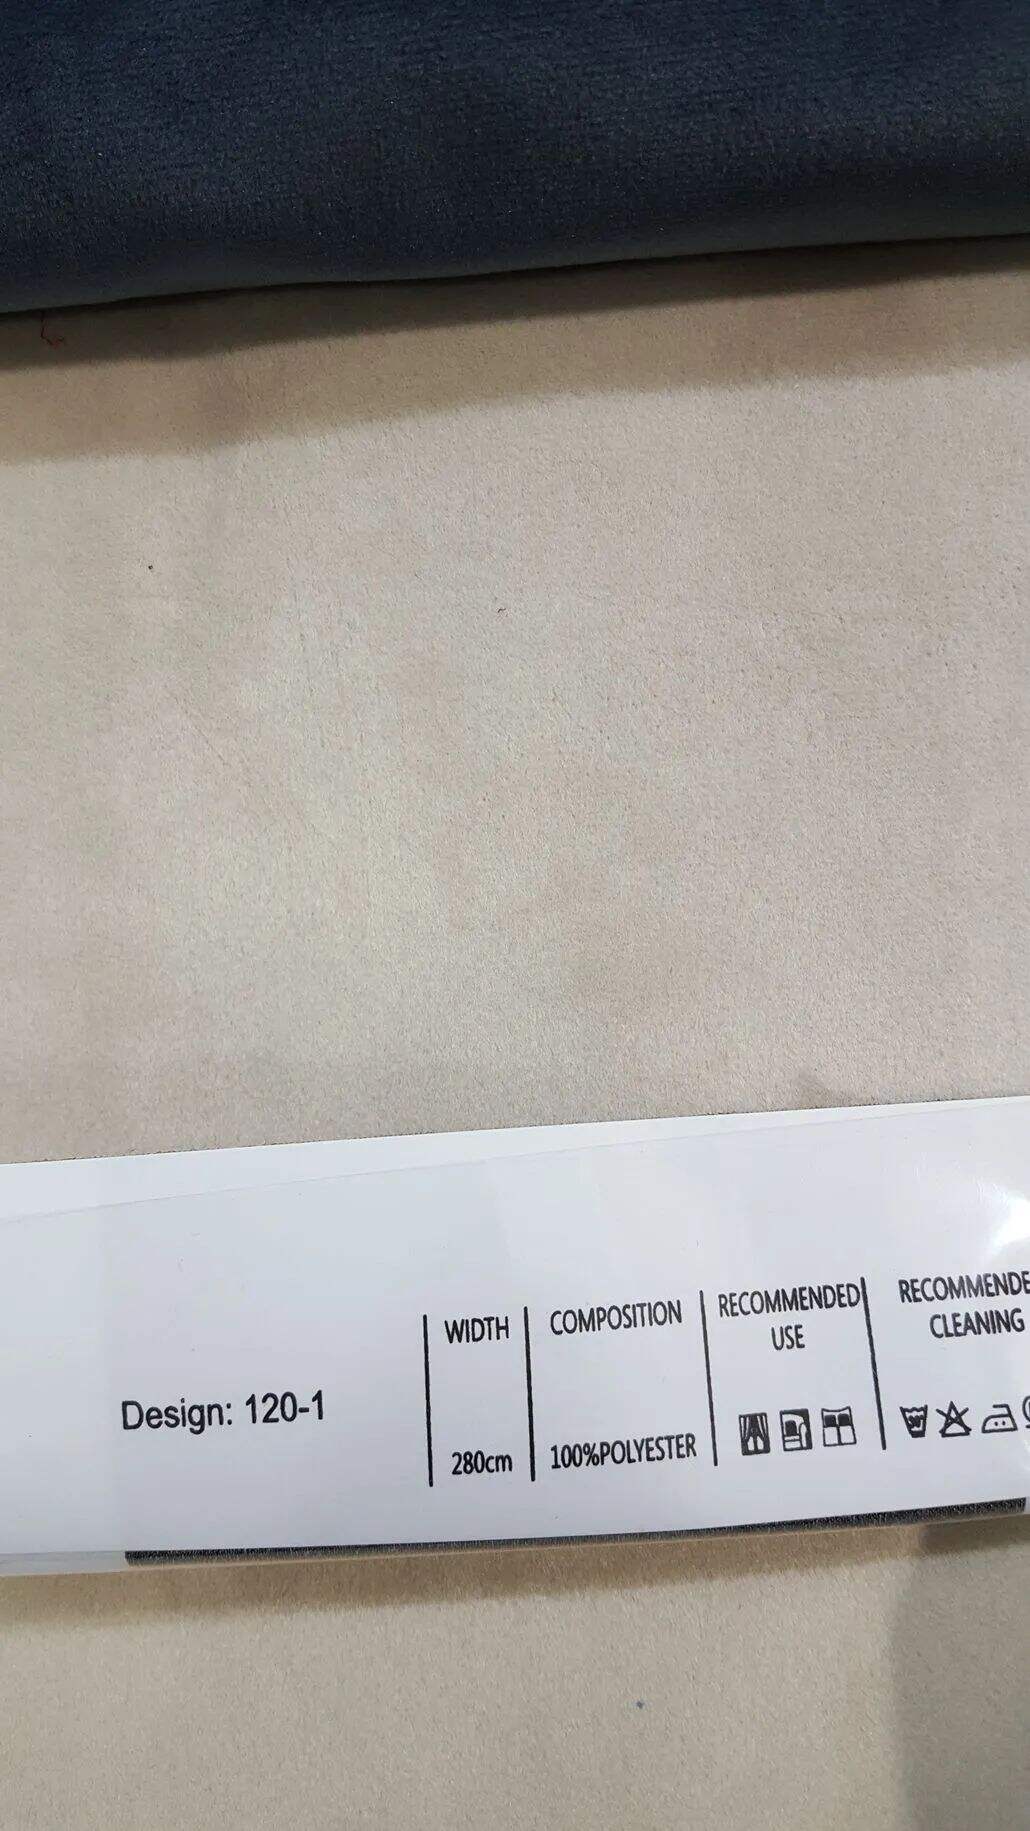 Design: 120-1
WIDTH
280cm
COMPOSITION
100%POLYESTER
RECOMMENDED
USE
RECOMMENDE
CLEANING